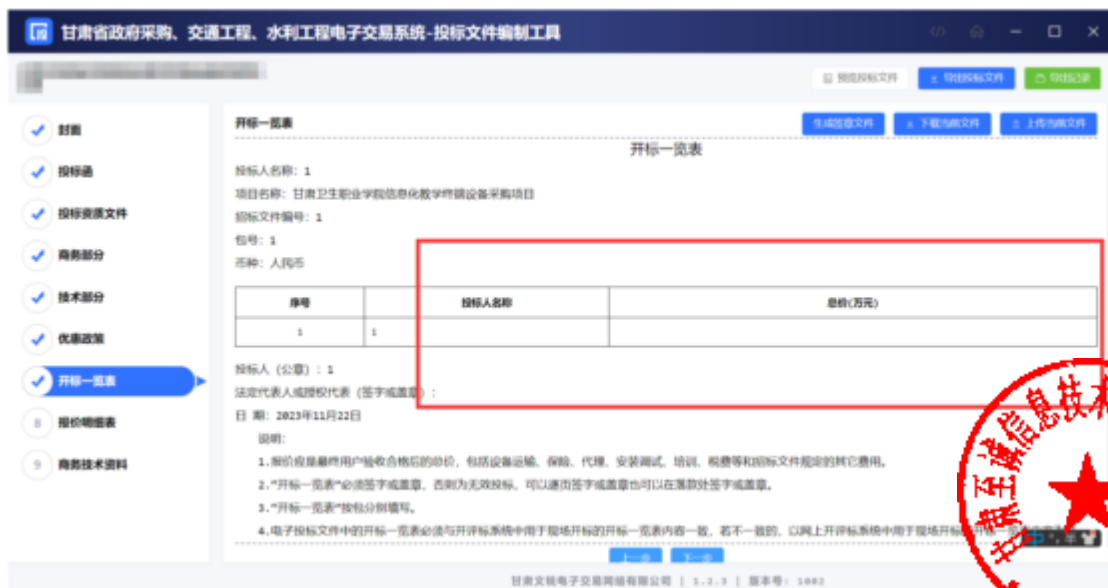 甘肃省政府采购、交通工程、水利工程电子交易系统-投标文件编制工具
预览投标文件
导出投标文件
导出记录
封面
投标函
投标资质文件
商务部分
技术部分
优惠政策
开标一览表
8 报价明细表
9 商务技术资料
开标一览表
生成签章文件
下载当前文件
上传当前文件
开标一览表
投标人名称: 1
项目名称: 甘肃卫生职业学院信息化教学终端设备采购项目
招标文件编号: 1
包号: 1
币种: 人民币
序号 投标人名称 总价(万元)
1 1
投标人 (公章) : 1
法定代表人或授权代表 (签字或盖章) :
日 期: 2023年11月22日
说明:
1.报价应是最终用户验收合格后的总价, 包括设备运输、保险、代理、安装调试、培训、税费等和招标文件规定的其它费用。
2."开标一览表"必须签字或盖章, 否则为无效投标、可以逐页签字或盖章也可以在落款处签字或盖章。
3."开标一览表"按包分别填写。
4.电子投标文件中的开标一览表必须与开评标系统中用于现场开标的开标一览表内容一致, 若不一致的, 以网上开评标系统中用于现场开标的开标一
上一步
下一步
甘肃文锐电子交易网络有限公司 | 1.2.3 | 版本号: 1002
甘肃至诚信息技术